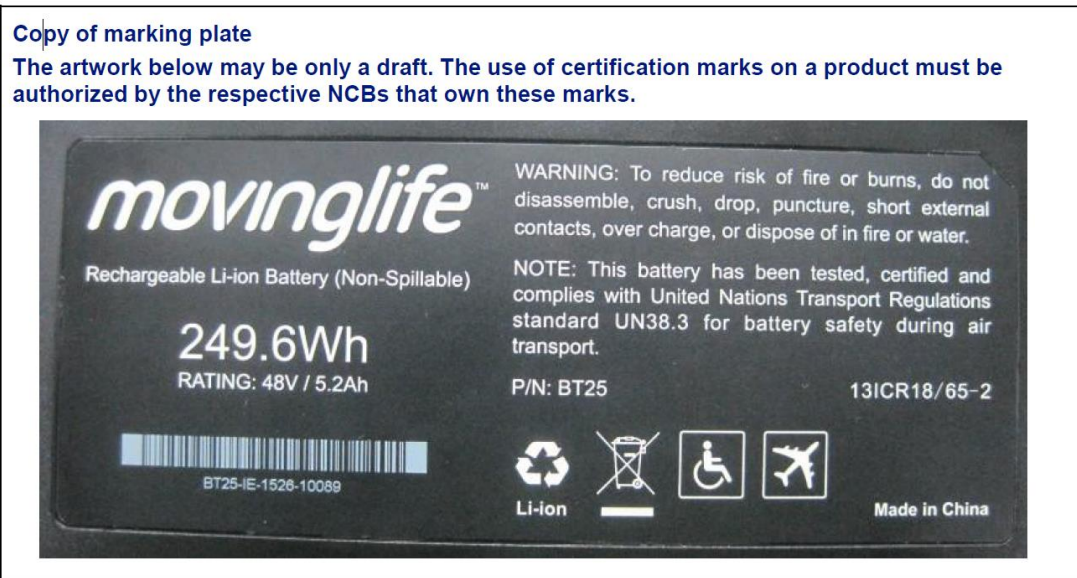 Copy of marking plate
The artwork below may be only a draft. The use of certification marks on a product must be
authorized by the respective NCBs that own these marks.
movinglife™
Rechargeable Li-ion Battery (Non-Spillable)
249.6Wh
RATING: 48V / 5.2Ah
BT25-IE-1526-10089
WARNING: To reduce risk of fire or burns, do not
disassemble, crush, drop, puncture, short external
contacts, over charge, or dispose of in fire or water.
NOTE: This battery has been tested, certified and
complies with United Nations Transport Regulations
standard UN38.3 for battery safety during air
transport.
P/N: BT25
13ICR18/65-2
Li-ion
Made in China